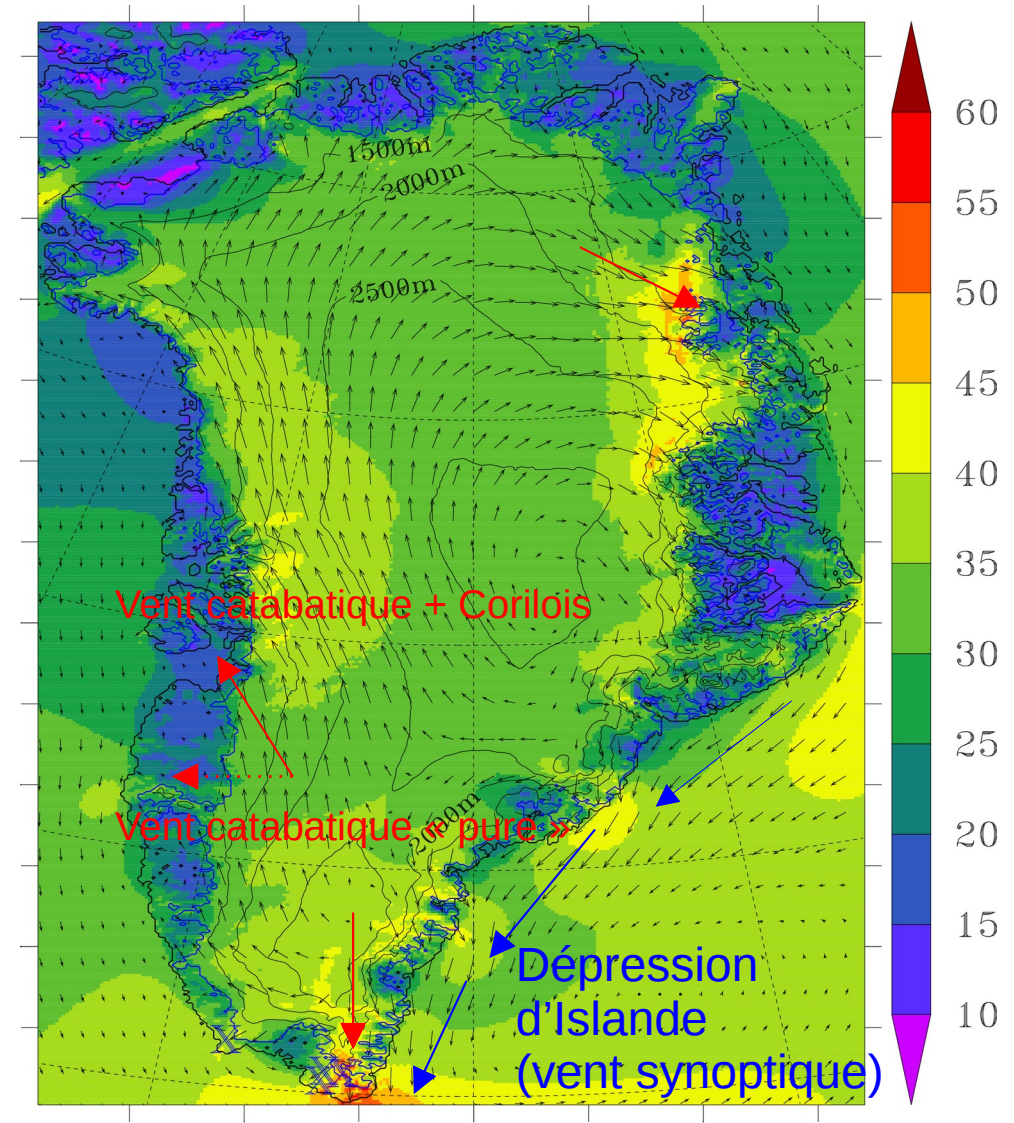 1500m
2000m
2500m
Vent catabatique + Corilois
Vent catabatique « pure »
2000m
Dépression
d'Islande
(vent synoptique)
60
55
50
45
40
35
30
25
20
15
10